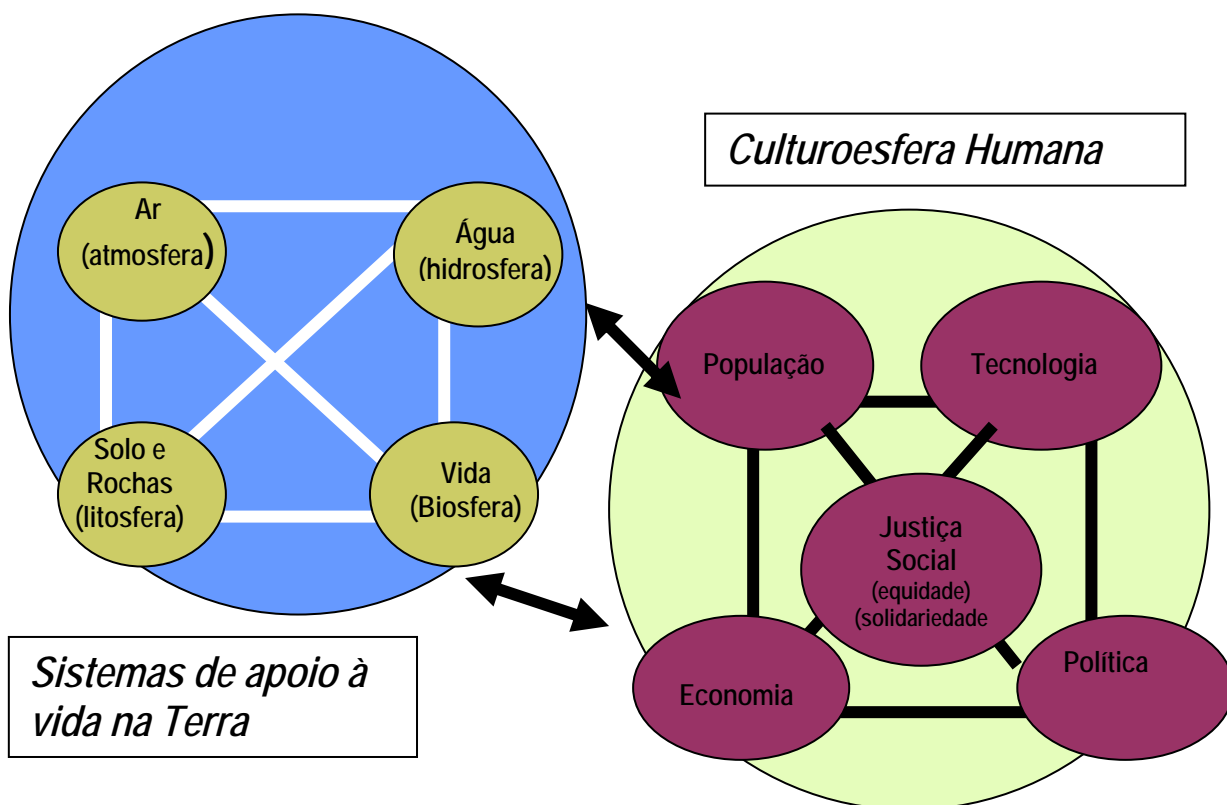 Ar
(atmosfera)
Água
(hidrosfera)
Solo e
Rochas
(litosfera)
Vida
(Biosfera)
Sistemas de apoio à
vida na Terra
Culturoesfera Humana
População
Tecnologia
Justiça
Social
(equidade)
(solidariedade
Economia
Política